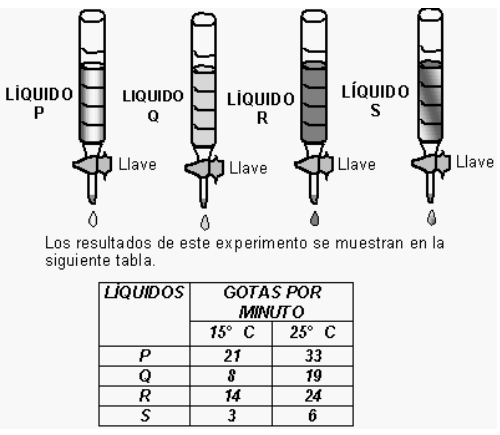 LÍQUIDO P
LIQUIDO Q
LÍQUIDO R
LÍQUIDO S
Llave
Llave
Llave
Llave
Los resultados de este experimento se muestran en la
siguiente tabla.
LÍQUIDOS GOTAS POR MINUTO
15° C 25° C
P 21 33
Q 8 19
R 14 24
S 3 6